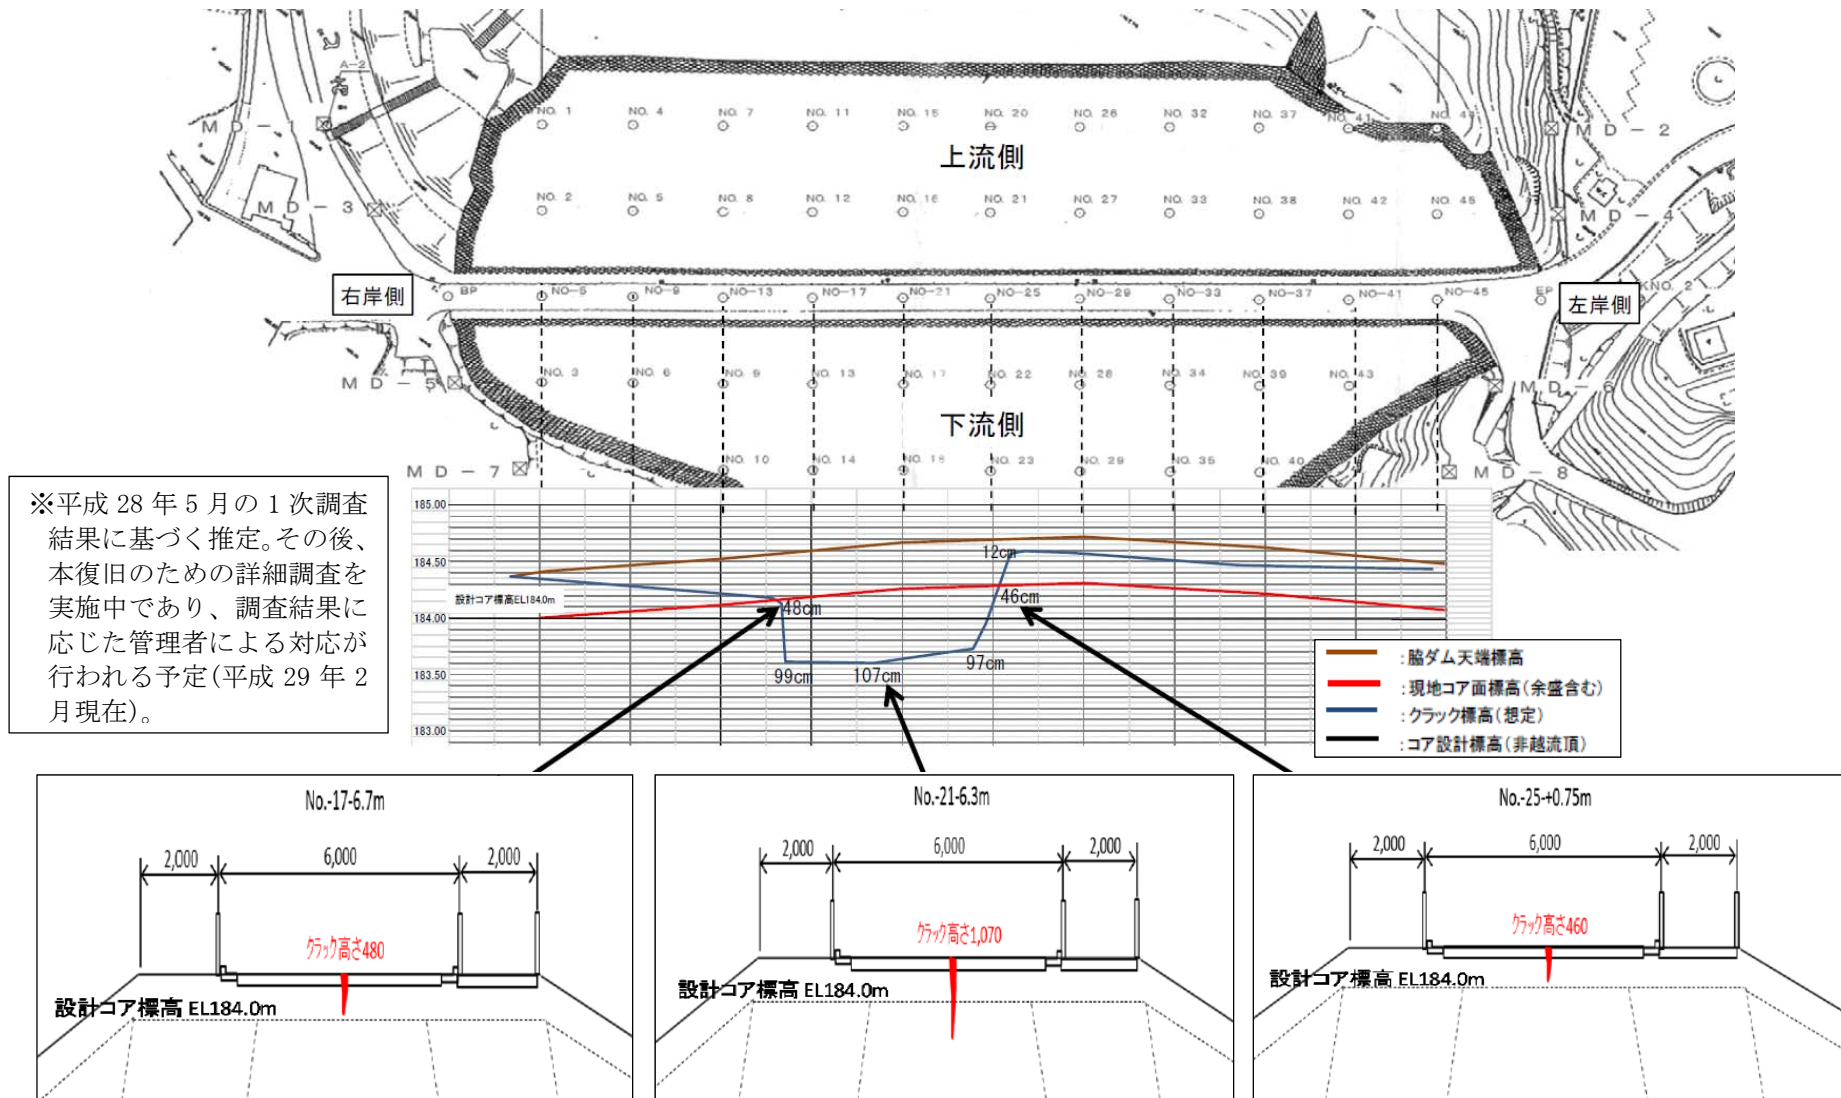 A-2
MD-1
NO. 1
NO. 4
NO. 7
NO. 11
NO. 15
NO. 20
NO. 26
NO. 32
NO. 37
NO. 41
MD-2
上流側
MD-3
NO. 2
NO. 5
NO. 8
NO. 12
NO. 16
NO. 21
NO. 27
NO. 33
NO. 38
NO. 42
NO. 45
MD-4
右岸側
BP
NO-5
NO-9
NO-13
NO-17
NO-21
NO-25
NO-29
NO-33
NO-37
NO-41
NO-45
EP
左岸側
KNO. 2
MD-5
NO. 3
NO. 6
NO. 9
NO. 13
NO. 17
NO. 22
NO. 28
NO. 34
NO. 39
NO. 43
MD-6
下流側
MD-7
NO. 10
NO. 14
NO. 18
NO. 23
NO. 29
NO. 35
NO. 40
MD-8
※平成 28 年 5 月の 1 次調査
結果に基づく推定。その後、
本復旧のための詳細調査を
実施中であり、調査結果に
応じた管理者による対応が
行われる予定(平成 29 年 2
月現在)。
185.00
184.50
184.00
183.50
183.00
設計コア標高EL184.0m
48cm
99cm
107cm
97cm
12cm
46cm
:脇ダム天端標高
:現地コア面標高(余盛含む)
:クラック標高(想定)
:コア設計標高(非越流頂)
No.-17-6.7m
2,000
6,000
2,000
クラック高さ480
設計コア標高 EL184.0m
No.-21-6.3m
2,000
6,000
2,000
クラック高さ1,070
設計コア標高 EL184.0m
No.-25-+0.75m
2,000
6,000
2,000
クラック高さ460
設計コア標高 EL184.0m